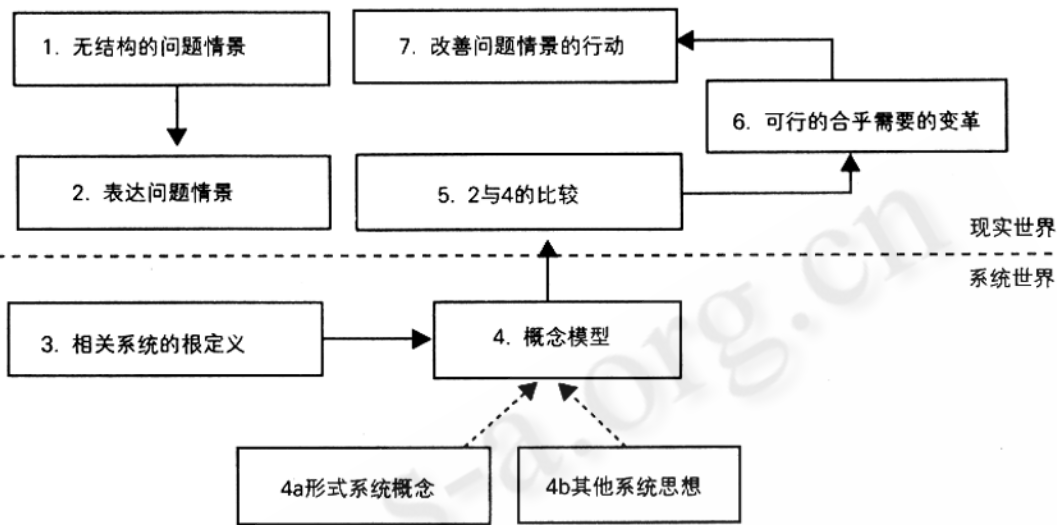 1. 无结构的问题情景
7. 改善问题情景的行动
6. 可行的合乎需要的变革
2. 表达问题情景
5. 2与4的比较
现实世界
系统世界
3. 相关系统的根定义
4. 概念模型
4a形式系统概念
4b其他系统思想
s-a.org.cn